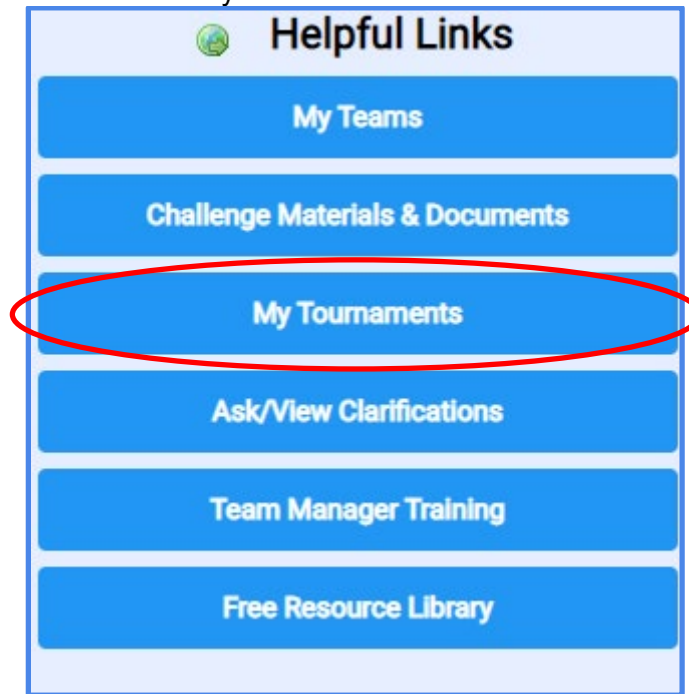 Helpful Links
My Teams
Challenge Materials & Documents
My Tournaments
Ask/View Clarifications
Team Manager Training
Free Resource Library